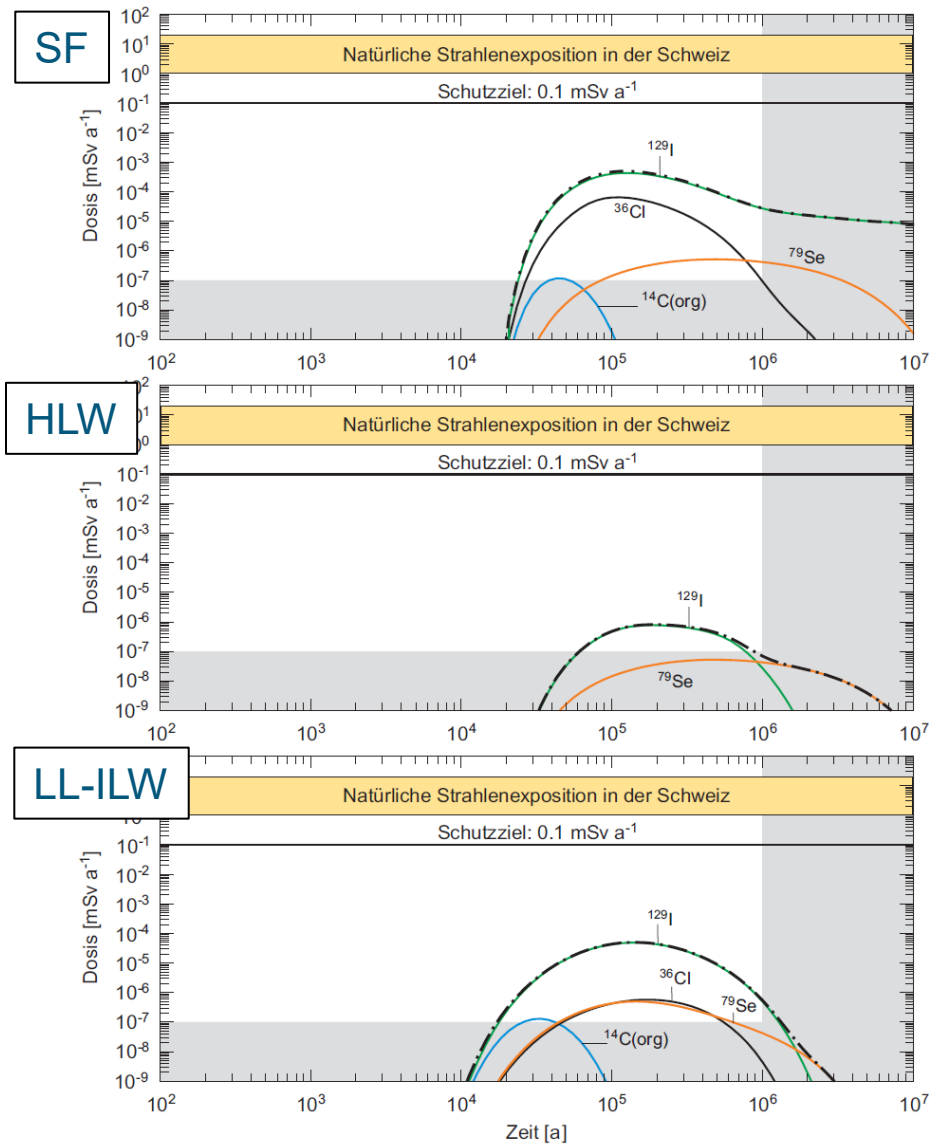 SF
10² 10¹ 10⁰ 10⁻¹ 10⁻² 10⁻³ 10⁻⁴ 10⁻⁵ 10⁻⁶ 10⁻⁷ 10⁻⁸ 10⁻⁹
Dosis [mSv a⁻¹]
Natürliche Strahlenexposition in der Schweiz
Schutzziel: 0.1 mSv a⁻¹
¹²⁹I
³⁶Cl
⁷⁹Se
¹⁴C(org)
10² 10³ 10⁴ 10⁵ 10⁶ 10⁷
HLW
10⁻¹ 10⁻² 10⁻³ 10⁻⁴ 10⁻⁵ 10⁻⁶ 10⁻⁷ 10⁻⁸ 10⁻⁹
Dosis [mSv a⁻¹]
Natürliche Strahlenexposition in der Schweiz
Schutzziel: 0.1 mSv a⁻¹
¹²⁹I
⁷⁹Se
10² 10³ 10⁴ 10⁵ 10⁶ 10⁷
LL-ILW
10⁻¹ 10⁻² 10⁻³ 10⁻⁴ 10⁻⁵ 10⁻⁶ 10⁻⁷ 10⁻⁸ 10⁻⁹
Dosis [mSv a⁻¹]
Natürliche Strahlenexposition in der Schweiz
Schutzziel: 0.1 mSv a⁻¹
¹²⁹I
³⁶Cl
⁷⁹Se
¹⁴C(org)
10² 10³ 10⁴ 10⁵ 10⁶ 10⁷
Zeit [a]